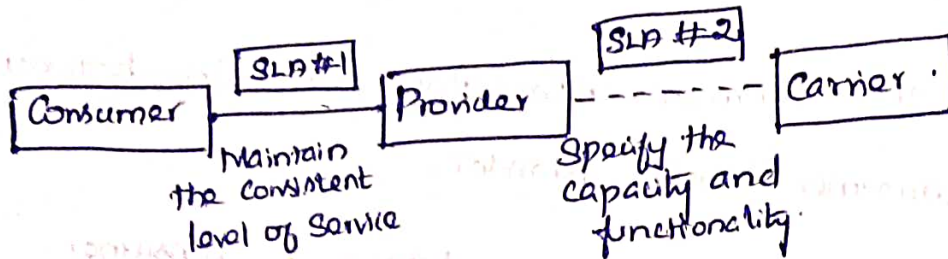 SLA #1
SLA #2
Consumer
Provider
Carrier.
Maintain
the consistent
level of Service
Specify the
capacity and
functionality.